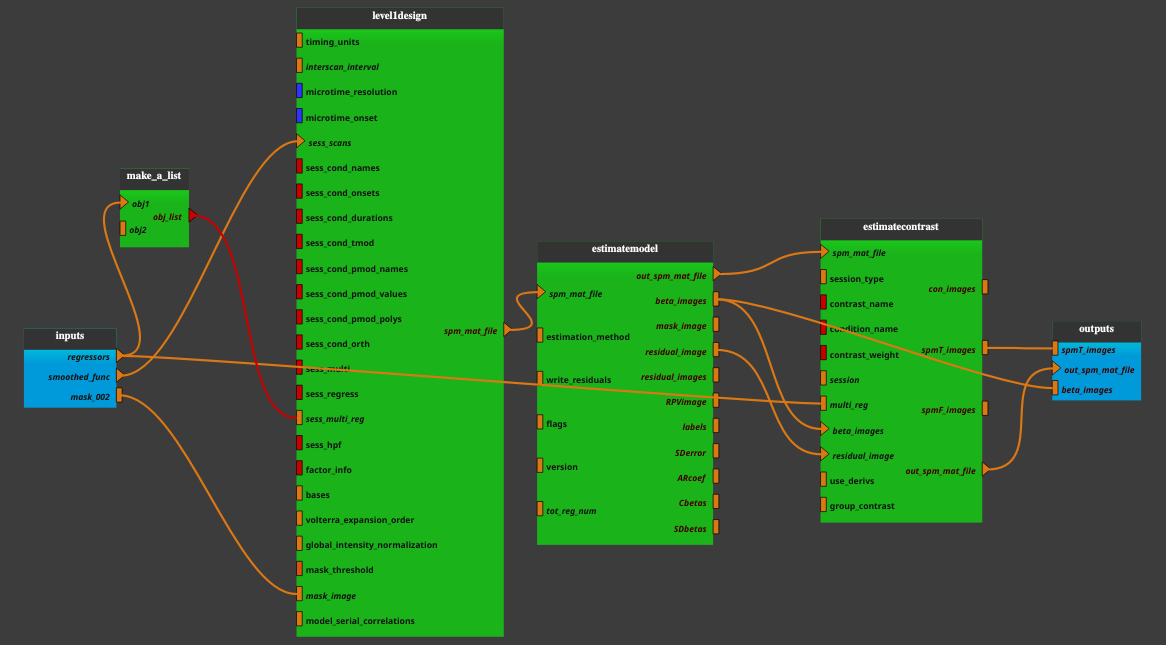 level1design
timing_units
interscan_interval
microtime_resolution
microtime_onset
sess_scans
sess_cond_names
sess_cond_onsets
sess_cond_durations
sess_cond_tmod
sess_cond_pmod_names
sess_cond_pmod_values
sess_cond_pmod_polys
sess_cond_orth
sess_multi
sess_regress
sess_multi_reg
sess_hpf
factor_info
bases
volterra_expansion_order
global_intensity_normalization
mask_threshold
mask_image
model_serial_correlations
spm_mat_file
make_a_list
obj1
obj_list
obj2
inputs
regressors
smoothed_func
mask_002
estimatemodel
spm_mat_file
estimation_method
write_residuals
flags
version
tot_reg_num
out_spm_mat_file
beta_images
mask_image
residual_image
residual_images
RPVimage
labels
SDerror
ARcoef
Cbetas
SDbetas
estimatecontrast
spm_mat_file
session_type
contrast_name
condition_name
contrast_weight
session
multi_reg
beta_images
residual_image
use_derivs
group_contrast
con_images
spmT_images
spmF_images
out_spm_mat_file
outputs
spmT_images
out_spm_mat_file
beta_images